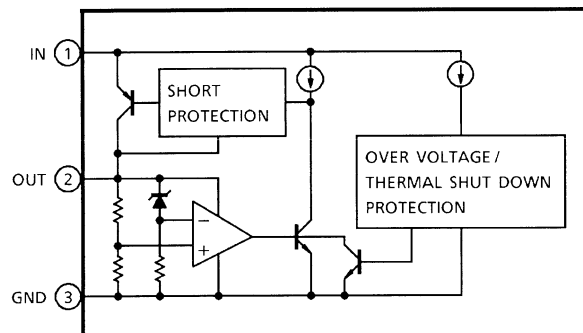 IN 1
SHORT
PROTECTION
OVER VOLTAGE /
THERMAL SHUT DOWN
PROTECTION
OUT 2
−
+
GND 3